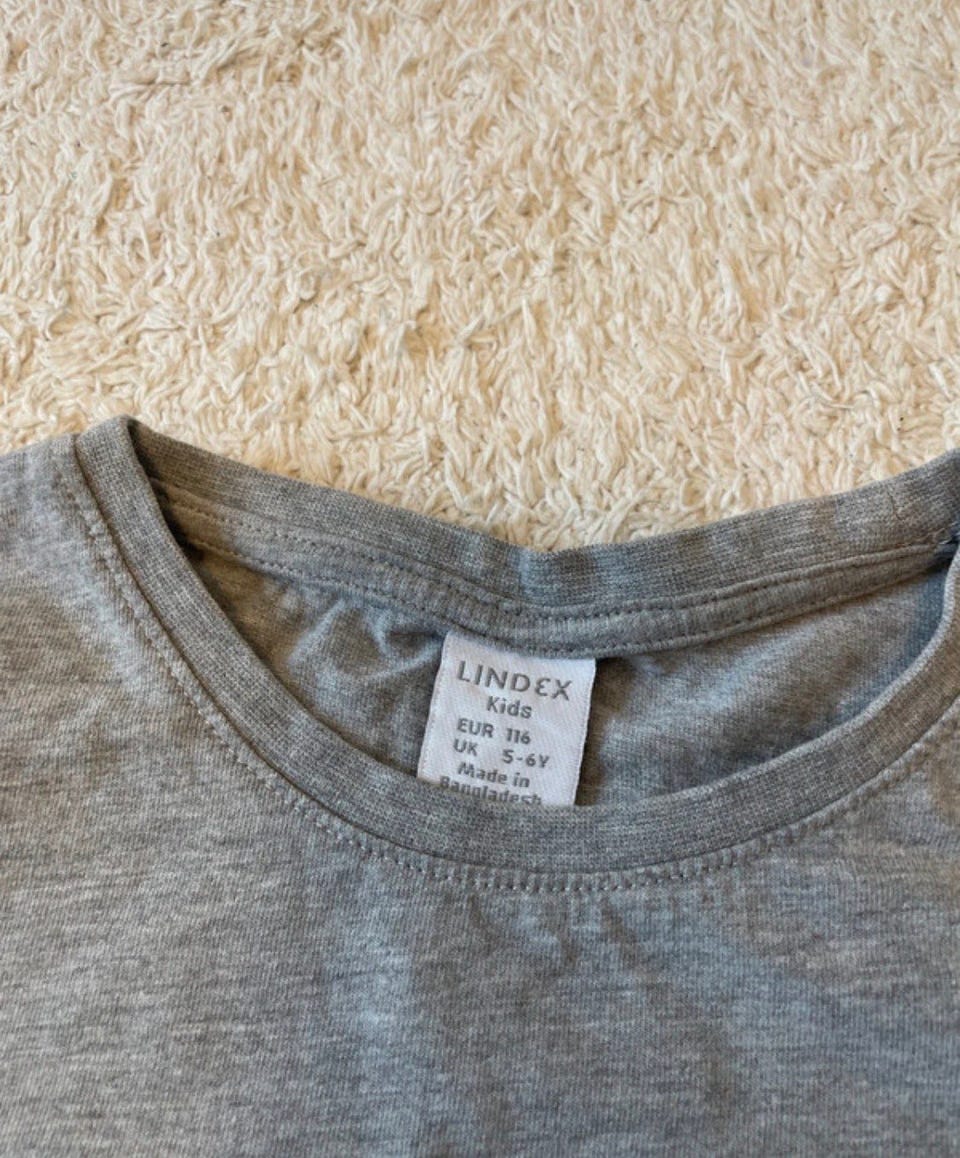 LINDEX
Kids
EUR 116
UK 5-6Y
Made in
Bangladesh